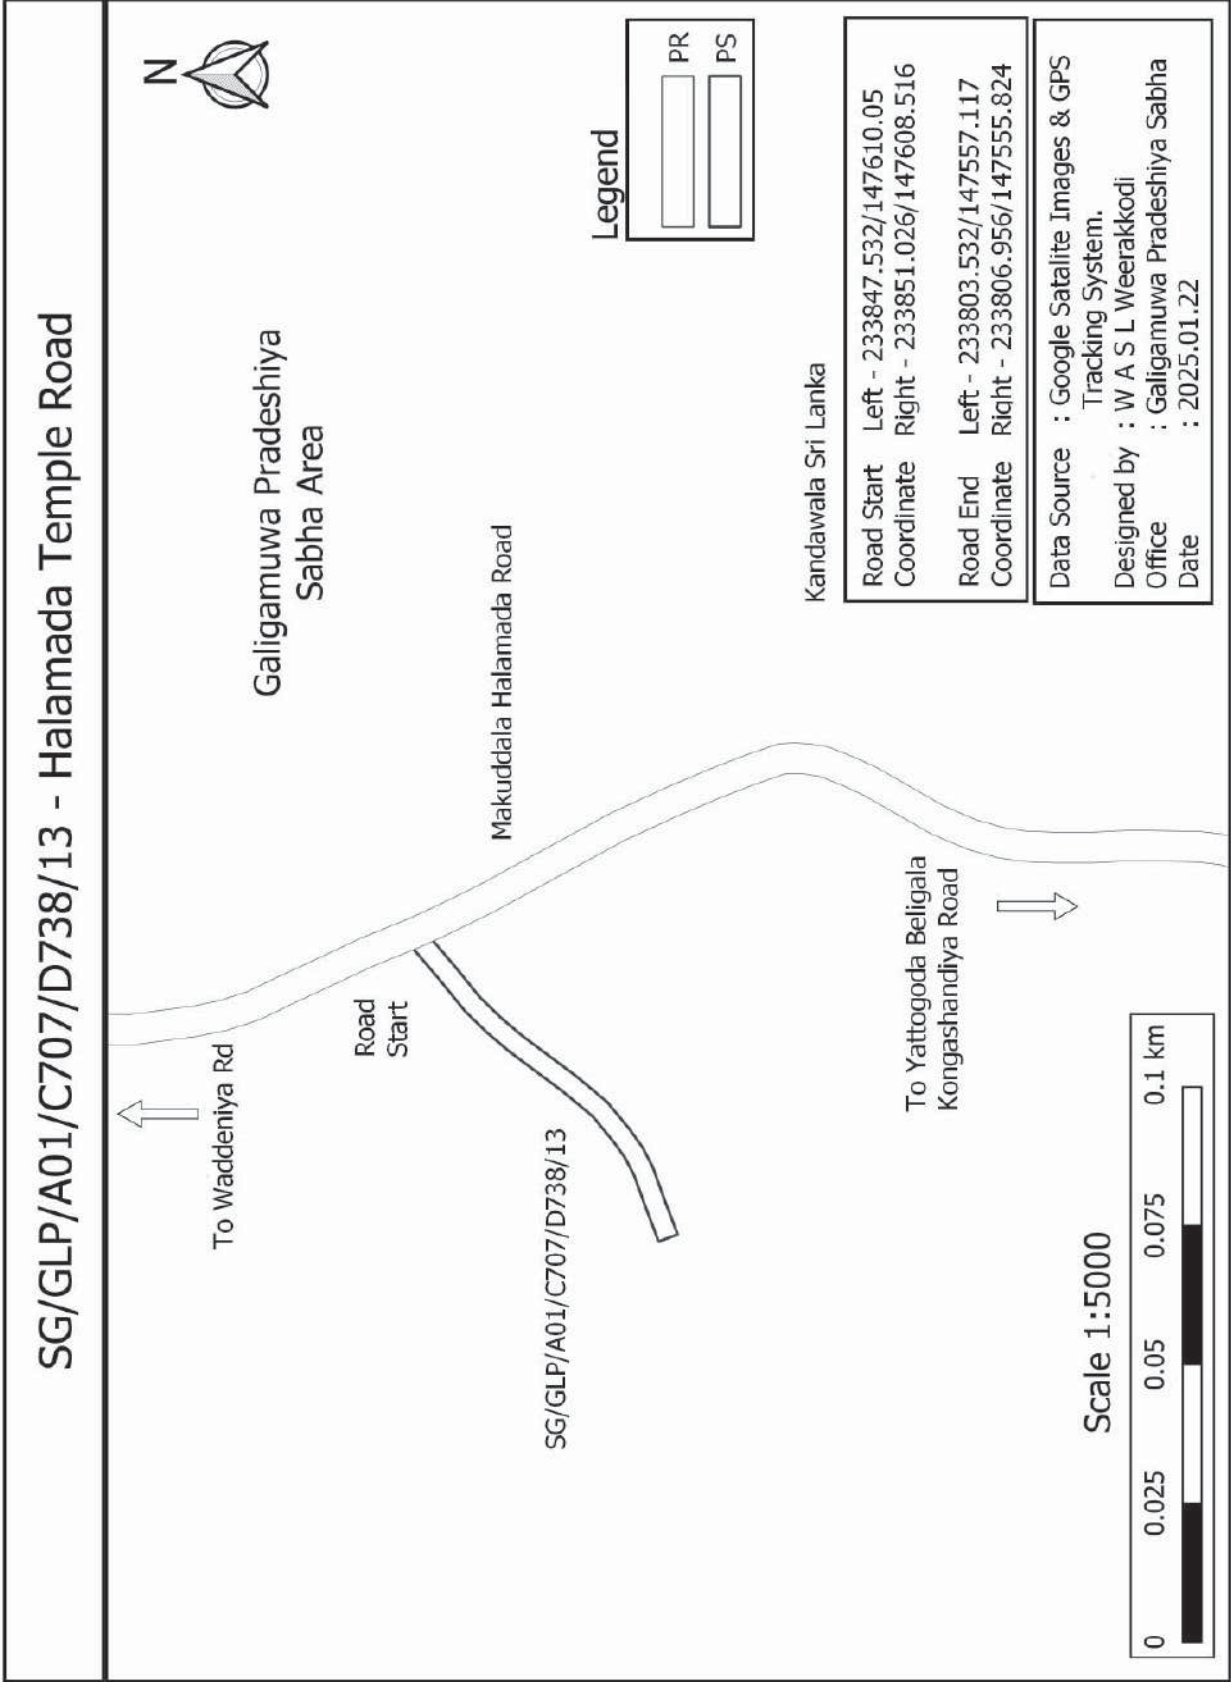 SG/GLP/A01/C707/D738/13 - Halamada Temple Road
N
To Waddeniya Rd
Galigamuwa Pradeshiya
Sabha Area
Road
Start
Makuddala Halamada Road
SG/GLP/A01/C707/D738/13
Legend
PR
PS
To Yattogoda Beligala
Kongashandiya Road
Kandawala Sri Lanka
Road Start Left - 233847.532/147610.05
Coordinate Right - 233851.026/147608.516
Road End Left - 233803.532/147557.117
Coordinate Right - 233806.956/147555.824
Data Source : Google Satalite Images & GPS
Tracking System.
Designed by : W A S L Weerakkodi
Office : Galigamuwa Pradeshiya Sabha
Date : 2025.01.22
Scale 1:5000
0 0.025 0.05 0.075 0.1 km